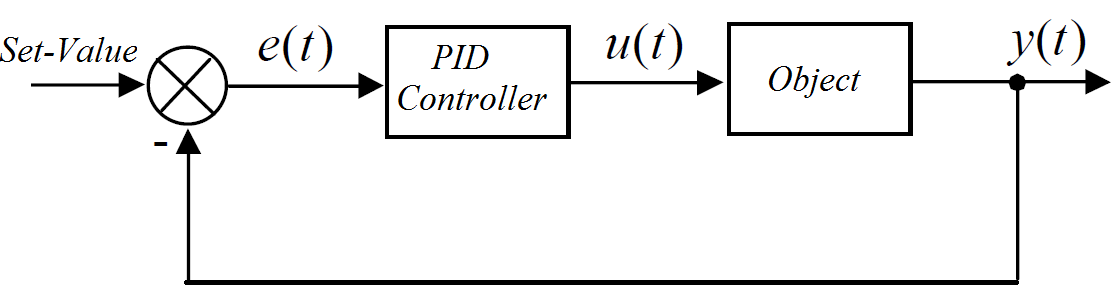 Set-Value
e(t)
PID
Controller
u(t)
Object
y(t)
-